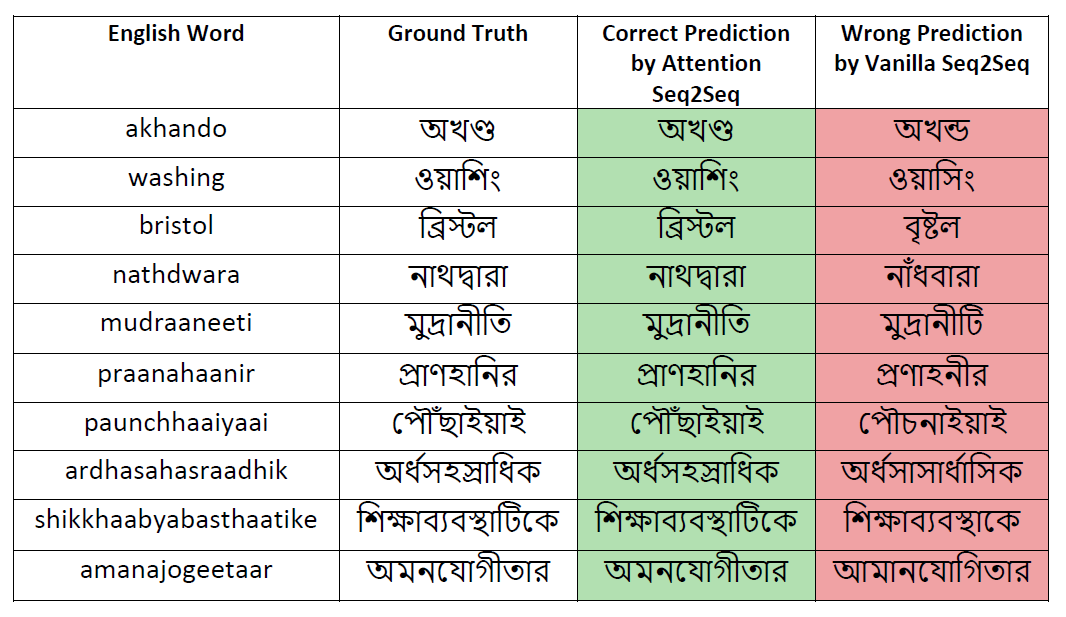 English Word Ground Truth Correct Prediction by Attention Seq2Seq Wrong Prediction by Vanilla Seq2Seq
akhando অখণ্ড অখণ্ড অখন্ড
washing ওয়াশিং ওয়াশিং ওয়াসিং
bristol ব্রিস্টল ব্রিস্টল বৃষ্টল
nathdwara নাথদ্বারা নাথদ্বারা নাঁধবারা
mudraaneeti মুদ্রানীতি মুদ্রানীতি মুদ্রানীটি
praanahaanir প্রাণহানির প্রাণহানির প্রণাহনীর
paunchhaaiyaai পৌঁছাইয়াই পৌঁছাইয়াই পৌচনাইয়াই
ardhasahasraadhik অর্ধসহস্রাধিক অর্ধসহস্রাধিক অর্ধসাসার্ধাসিক
shikkhaabyabasthaatike শিক্ষাব্যবস্থাটিকে শিক্ষাব্যবস্থাটিকে শিক্ষাব্যবস্থাকে
amanajogeetaar অমনযোগীতার অমনযোগীতার আমানযোগিতার